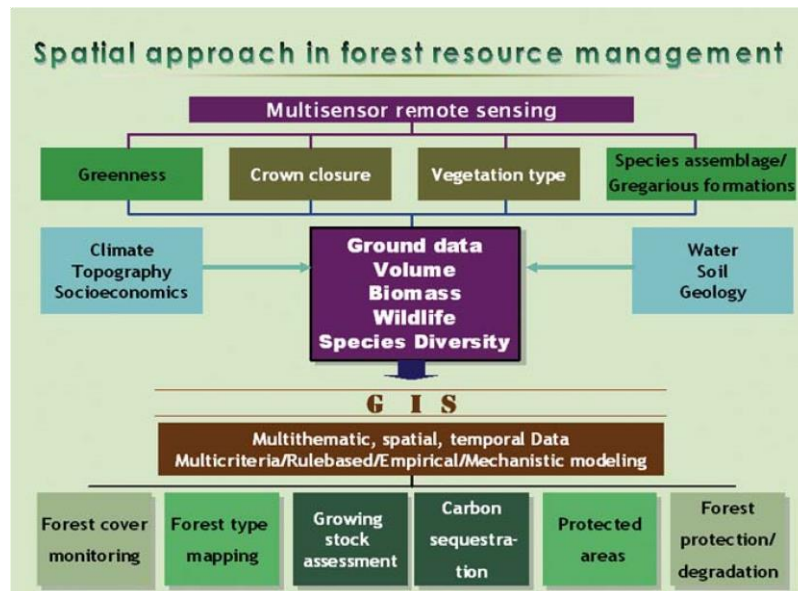 Spatial approach in forest resource management
Multisensor remote sensing
Greenness
Crown closure
Vegetation type
Species assemblage/
Gregarious formations
Climate
Topography
Socioeconomics
Ground data
Volume
Biomass
Wildlife
Species Diversity
Water
Soil
Geology
G I S
Multithematic, spatial, temporal Data
Multicriteria/Rulebased/Empirical/Mechanistic modeling
Forest cover
monitoring
Forest type
mapping
Growing
stock
assessment
Carbon
sequestra-
tion
Protected
areas
Forest
protection/
degradation